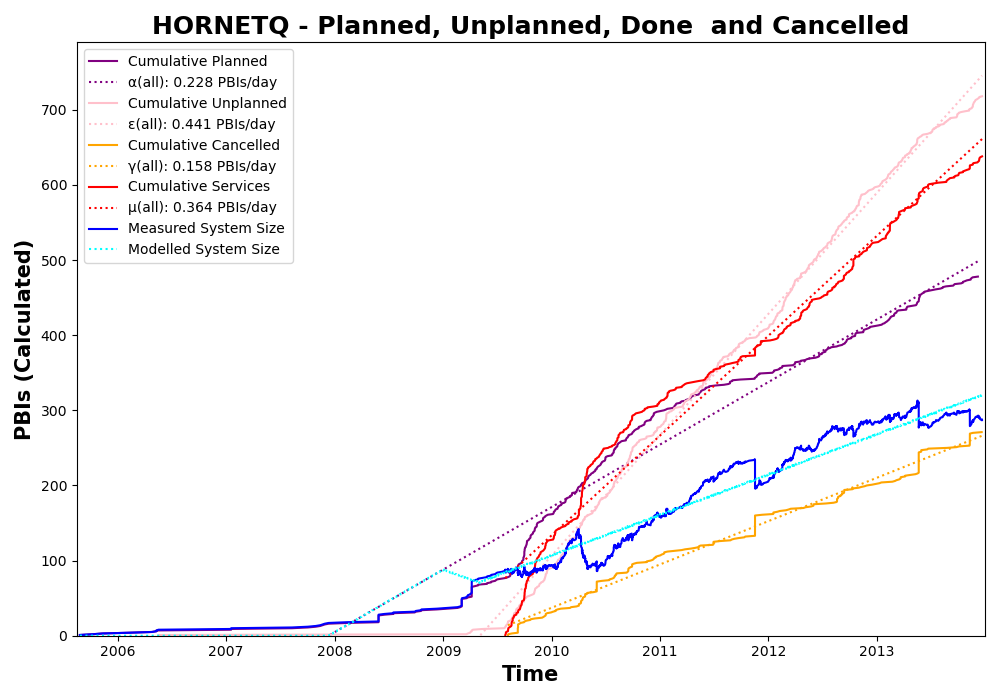 HORNETQ - Planned, Unplanned, Done  and Cancelled
Cumulative Planned
α(all): 0.228 PBIs/day
Cumulative Unplanned
ε(all): 0.441 PBIs/day
Cumulative Cancelled
γ(all): 0.158 PBIs/day
Cumulative Services
μ(all): 0.364 PBIs/day
Measured System Size
Modelled System Size
PBIs (Calculated)
700
600
500
400
300
200
100
0
2006 2007 2008 2009 2010 2011 2012 2013
Time